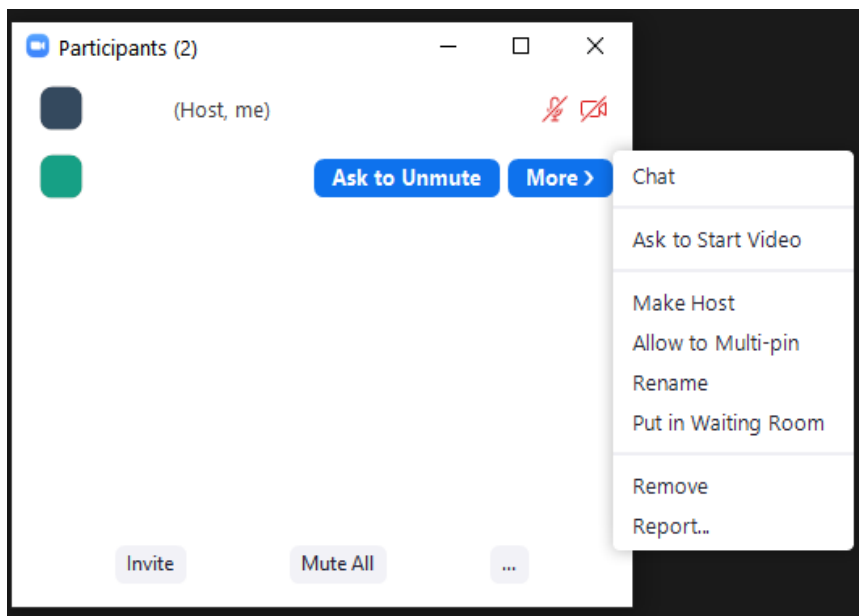 Participants (2)
(Host, me)
Ask to Unmute More >
Chat
Ask to Start Video
Make Host
Allow to Multi-pin
Rename
Put in Waiting Room
Remove
Report...
Invite Mute All ...